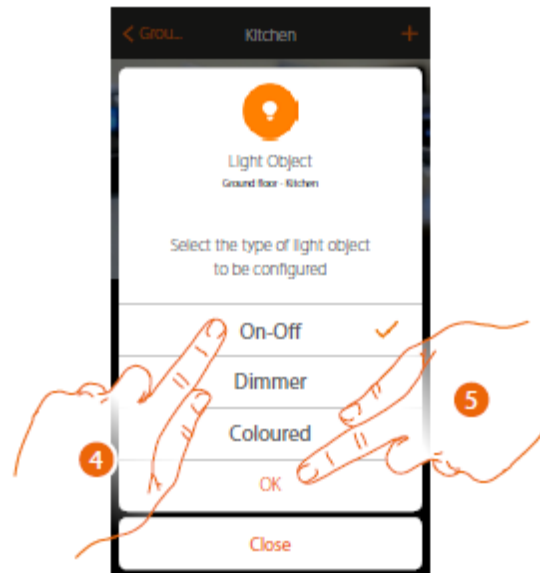 Grou...
Kitchen
+
Light Object
Ground floor - Kitchen
Select the type of light object
to be configured
On-Off
Dimmer
Coloured
OK
Close
4
5